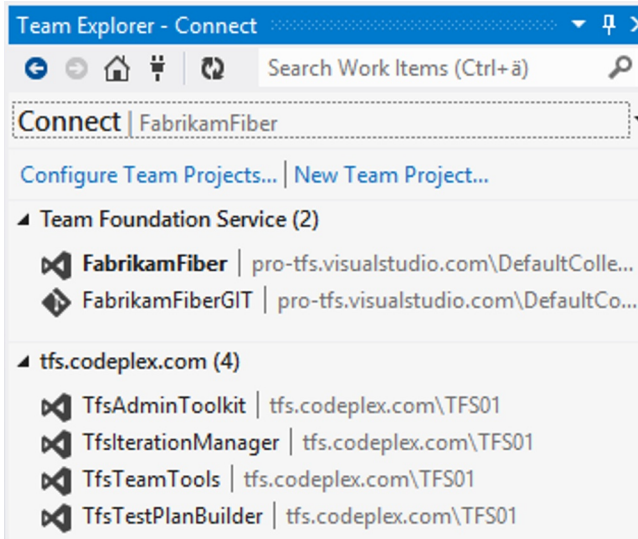 Team Explorer - Connect
Search Work Items (Ctrl+ä)
Connect | FabrikamFiber
Configure Team Projects... | New Team Project...
Team Foundation Service (2)
FabrikamFiber | pro-tfs.visualstudio.com\DefaultColle...
FabrikamFiberGIT | pro-tfs.visualstudio.com\DefaultCo...
tfs.codeplex.com (4)
TfsAdminToolkit | tfs.codeplex.com\TFS01
TfsIterationManager | tfs.codeplex.com\TFS01
TfsTeamTools | tfs.codeplex.com\TFS01
TfsTestPlanBuilder | tfs.codeplex.com\TFS01